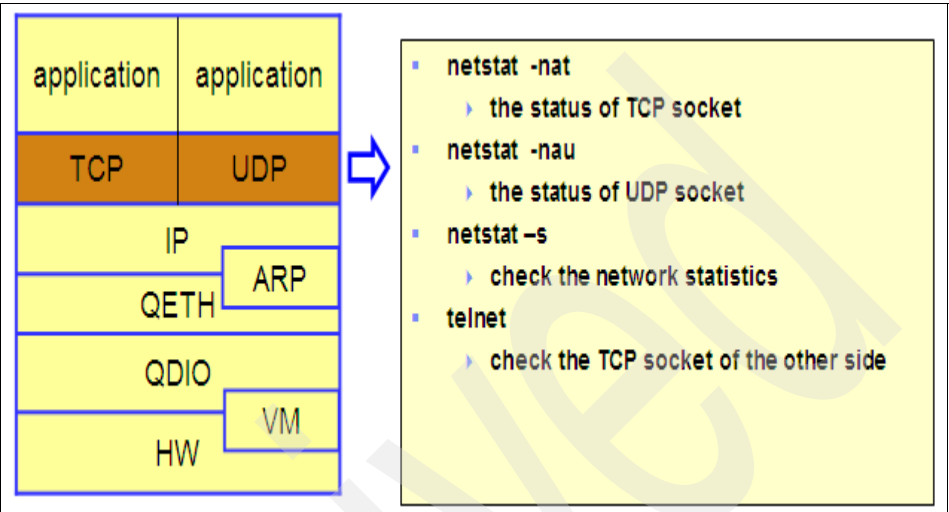 application application
TCP UDP
IP
ARP
QETH
QDIO
VM
HW
▪ netstat -nat
› the status of TCP socket
▪ netstat -nau
› the status of UDP socket
▪ netstat –s
› check the network statistics
▪ telnet
› check the TCP socket of the other side